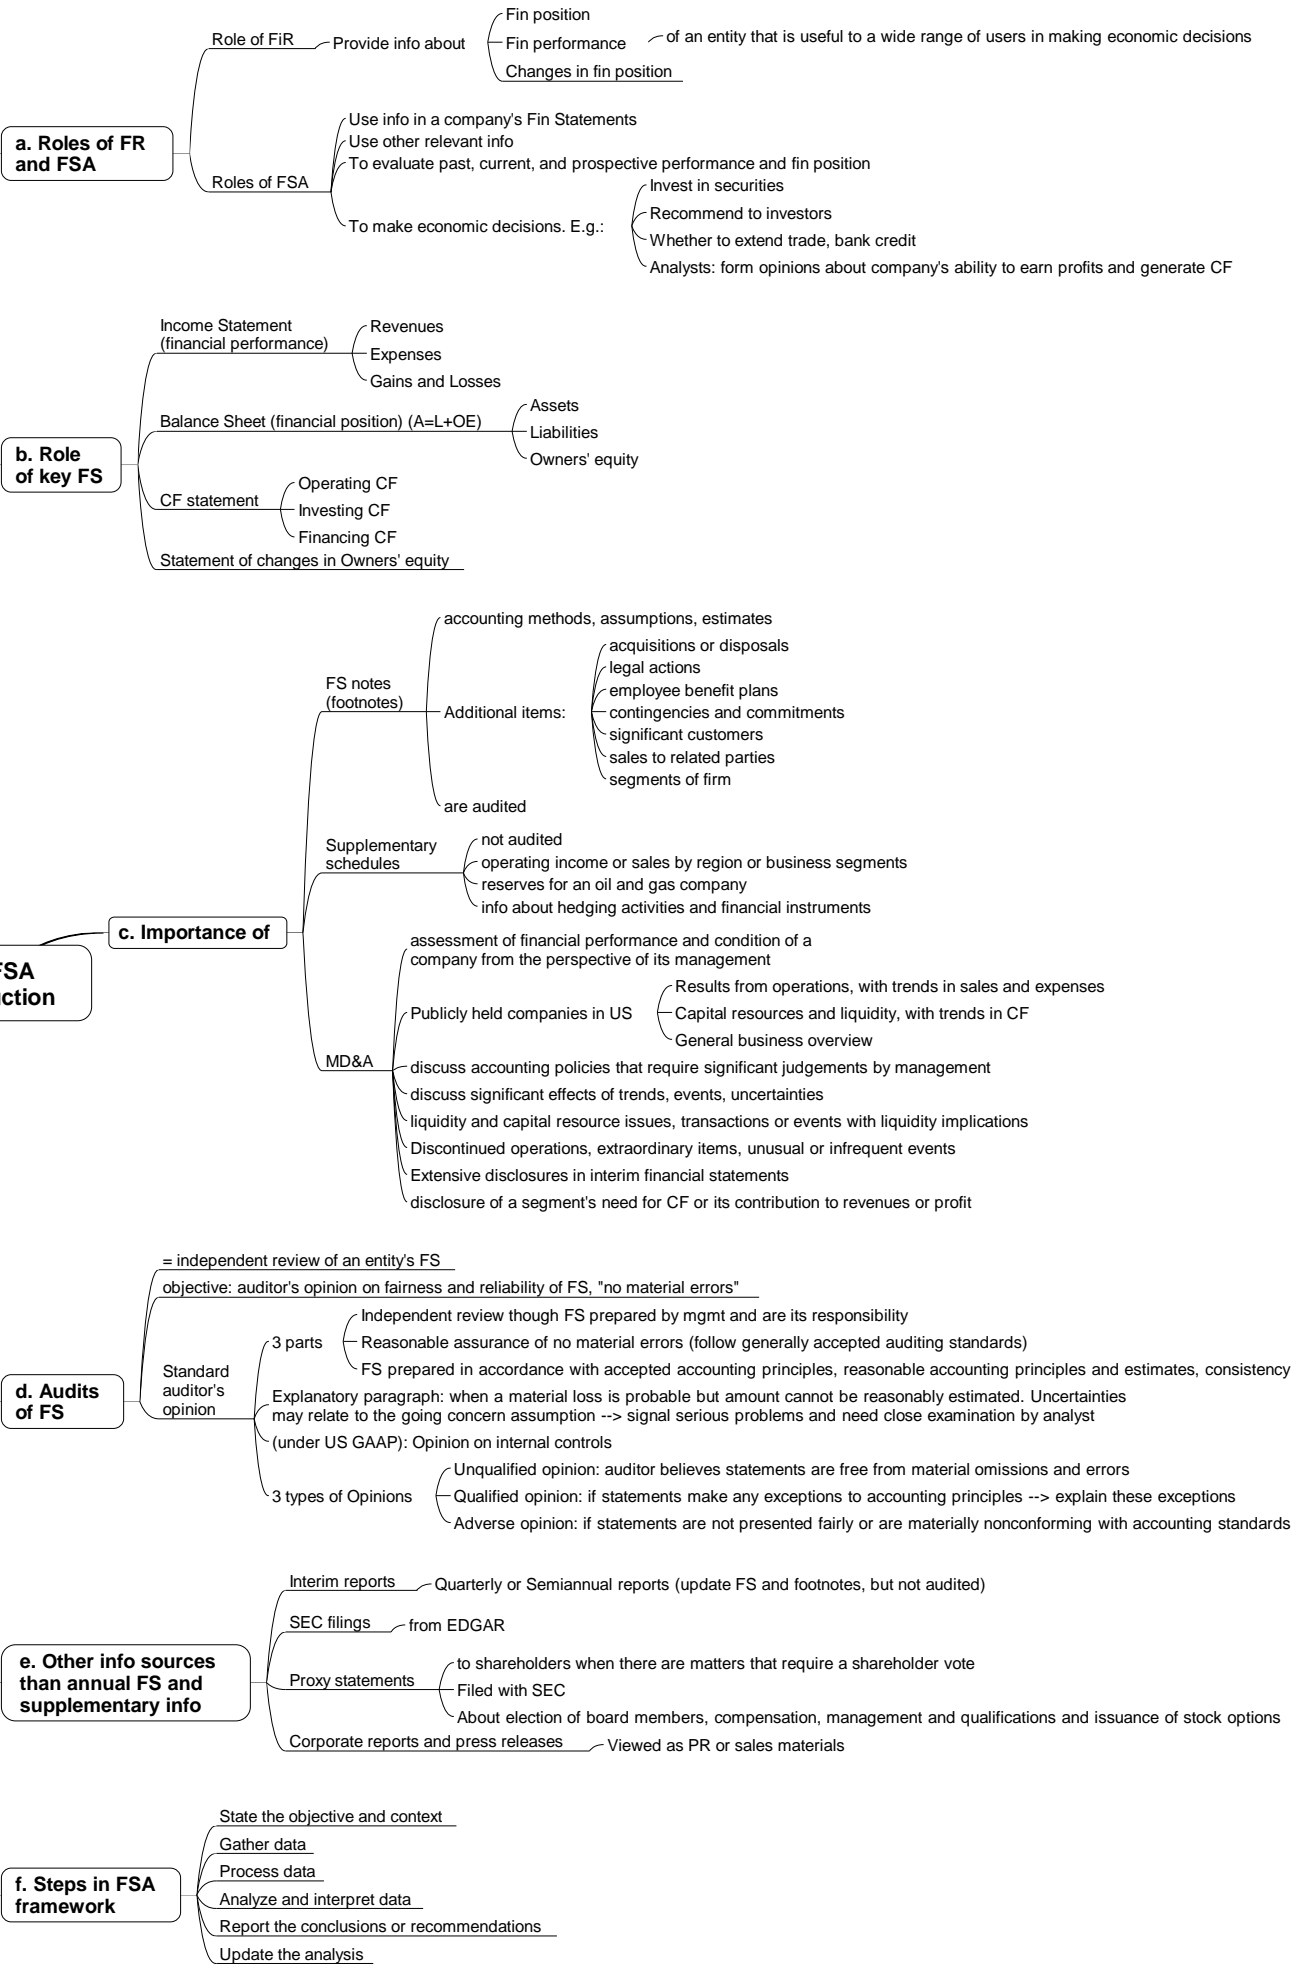 Role of FiR
Provide info about
Fin position
Fin performance
Changes in fin position
of an entity that is useful to a wide range of users in making economic decisions
a. Roles of FR
and FSA
Roles of FSA
Use info in a company's Fin Statements
Use other relevant info
To evaluate past, current, and prospective performance and fin position
To make economic decisions. E.g.:
Invest in securities
Recommend to investors
Whether to extend trade, bank credit
Analysts: form opinions about company's ability to earn profits and generate CF
b. Role
of key FS
Income Statement
(financial performance)
Revenues
Expenses
Gains and Losses
Balance Sheet (financial position) (A=L+OE)
Assets
Liabilities
Owners' equity
CF statement
Operating CF
Investing CF
Financing CF
Statement of changes in Owners' equity
FSA
uction
c. Importance of
FS notes
(footnotes)
accounting methods, assumptions, estimates
Additional items:
acquisitions or disposals
legal actions
employee benefit plans
contingencies and commitments
significant customers
sales to related parties
segments of firm
are audited
Supplementary
schedules
not audited
operating income or sales by region or business segments
reserves for an oil and gas company
info about hedging activities and financial instruments
MD&A
assessment of financial performance and condition of a
company from the perspective of its management
Publicly held companies in US
Results from operations, with trends in sales and expenses
Capital resources and liquidity, with trends in CF
General business overview
discuss accounting policies that require significant judgements by management
discuss significant effects of trends, events, uncertainties
liquidity and capital resource issues, transactions or events with liquidity implications
Discontinued operations, extraordinary items, unusual or infrequent events
Extensive disclosures in interim financial statements
disclosure of a segment's need for CF or its contribution to revenues or profit
d. Audits
of FS
= independent review of an entity's FS
objective: auditor's opinion on fairness and reliability of FS, "no material errors"
Standard
auditor's
opinion
3 parts
Independent review though FS prepared by mgmt and are its responsibility
Reasonable assurance of no material errors (follow generally accepted auditing standards)
FS prepared in accordance with accepted accounting principles, reasonable accounting principles and estimates, consistency
Explanatory paragraph: when a material loss is probable but amount cannot be reasonably estimated. Uncertainties
may relate to the going concern assumption --> signal serious problems and need close examination by analyst
(under US GAAP): Opinion on internal controls
3 types of Opinions
Unqualified opinion: auditor believes statements are free from material omissions and errors
Qualified opinion: if statements make any exceptions to accounting principles --> explain these exceptions
Adverse opinion: if statements are not presented fairly or are materially nonconforming with accounting standards
e. Other info sources
than annual FS and
supplementary info
Interim reports
Quarterly or Semiannual reports (update FS and footnotes, but not audited)
SEC filings
from EDGAR
Proxy statements
to shareholders when there are matters that require a shareholder vote
Filed with SEC
About election of board members, compensation, management and qualifications and issuance of stock options
Corporate reports and press releases
Viewed as PR or sales materials
f. Steps in FSA
framework
State the objective and context
Gather data
Process data
Analyze and interpret data
Report the conclusions or recommendations
Update the analysis